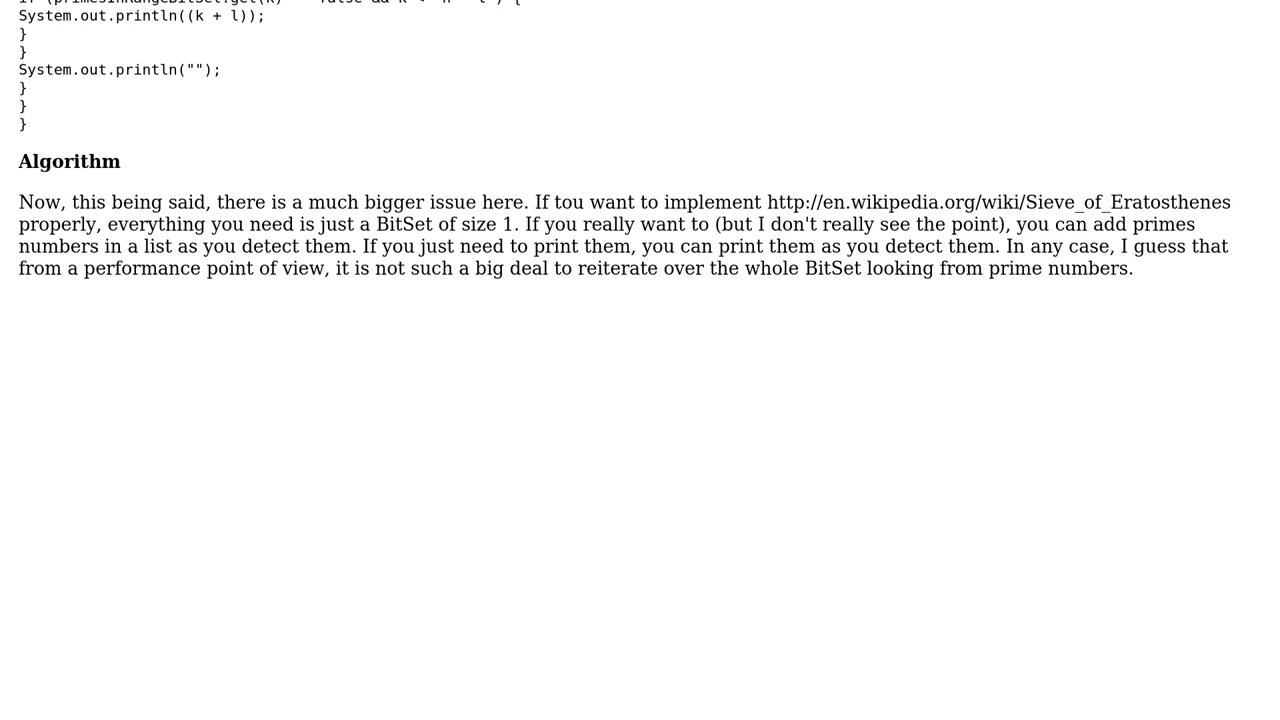 System.out.println((k + l));
}
}
System.out.println("");
}
}
}
Algorithm
Now, this being said, there is a much bigger issue here. If tou want to implement http://en.wikipedia.org/wiki/Sieve_of_Eratosthenes
properly, everything you need is just a BitSet of size 1. If you really want to (but I don't really see the point), you can add primes
numbers in a list as you detect them. If you just need to print them, you can print them as you detect them. In any case, I guess that
from a performance point of view, it is not such a big deal to reiterate over the whole BitSet looking from prime numbers.